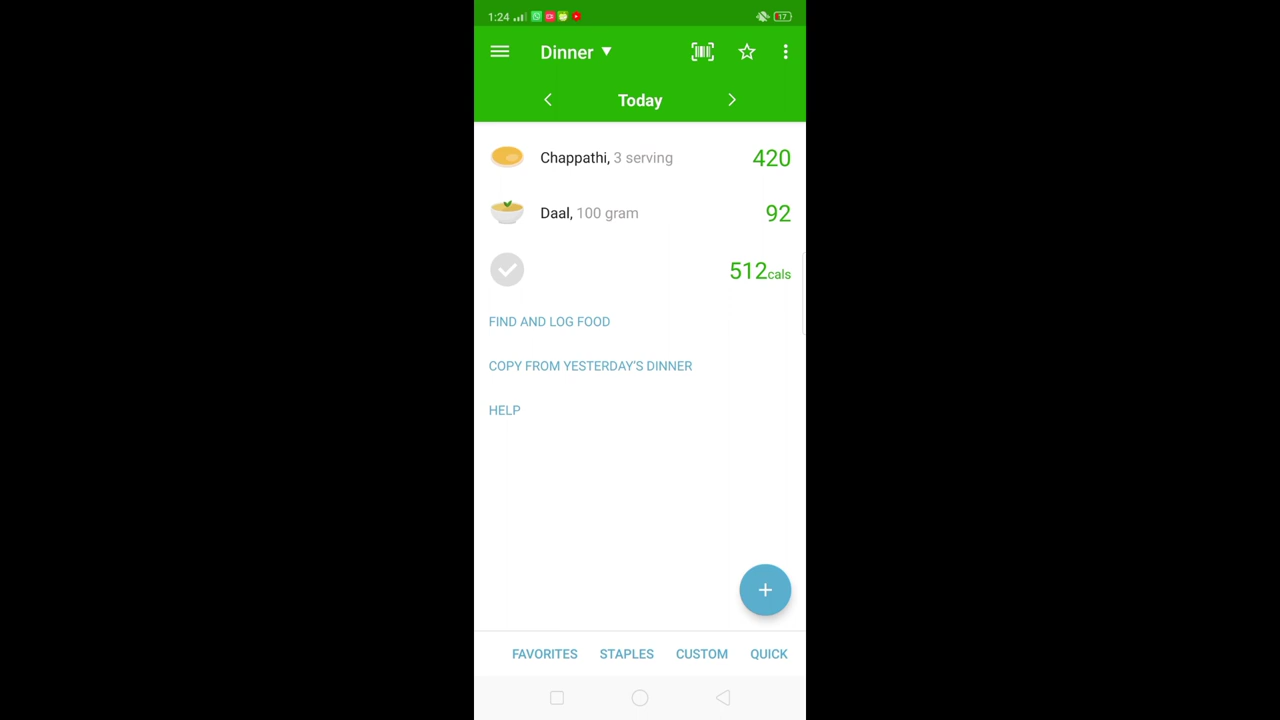 1:24 17
Dinner ▼
Today
Chappathi, 3 serving 420
Daal, 100 gram 92
512cals
FIND AND LOG FOOD
COPY FROM YESTERDAY'S DINNER
HELP
FAVORITES STAPLES CUSTOM QUICK